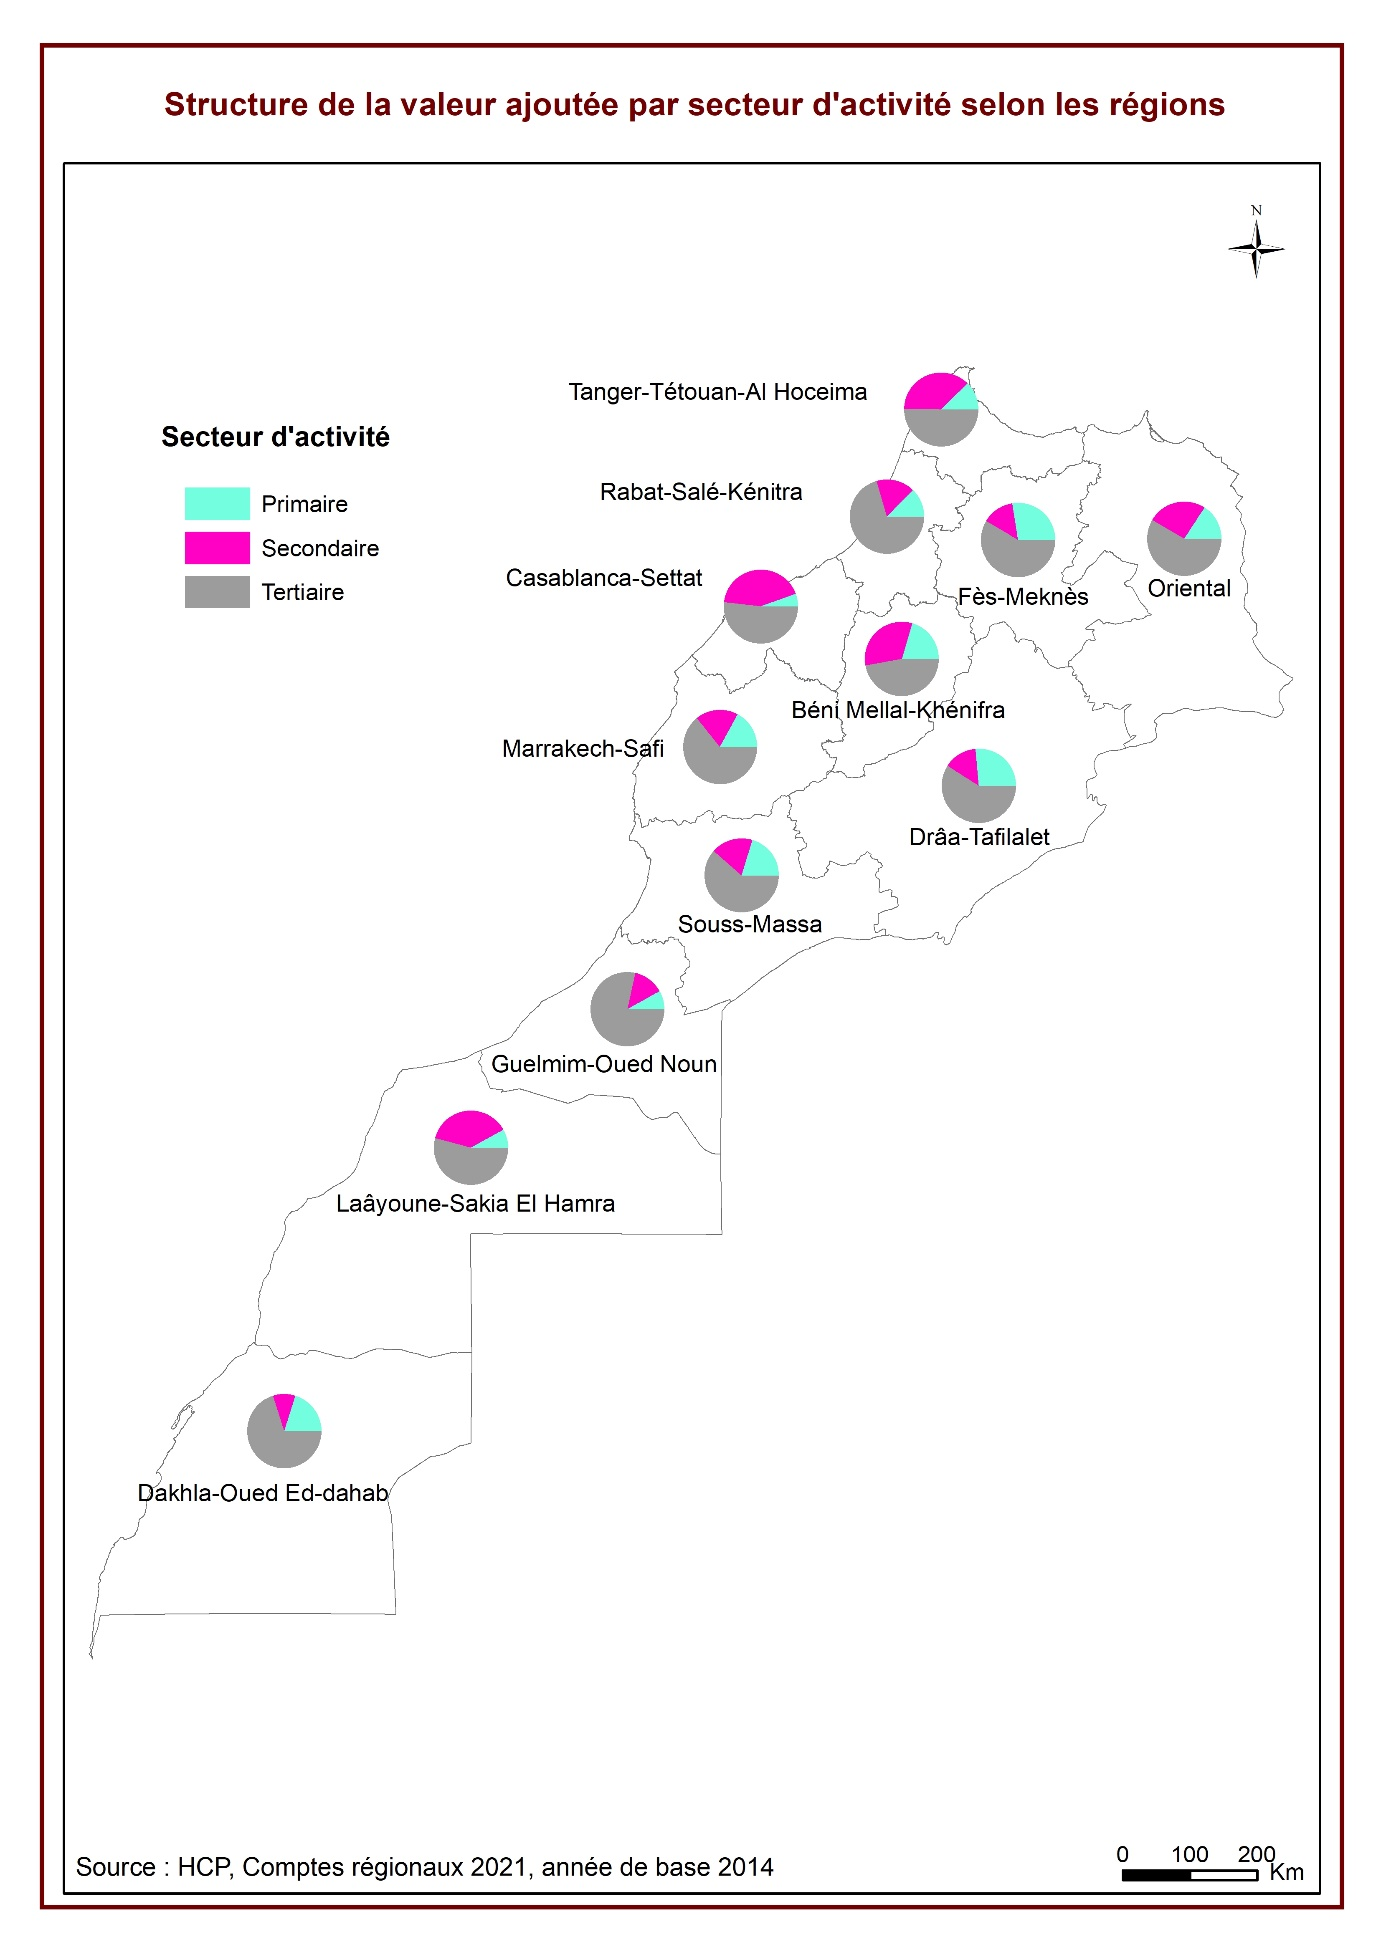 Structure de la valeur ajoutée par secteur d'activité selon les régions
N
Tanger-Tétouan-Al Hoceima
Secteur d'activité
Primaire
Secondaire
Tertiaire
Rabat-Salé-Kénitra
Casablanca-Settat
Fès-Meknès
Oriental
Béni Mellal-Khénifra
Marrakech-Safi
Drâa-Tafilalet
Souss-Massa
Guelmim-Oued Noun
Laâyoune-Sakia El Hamra
Dakhla-Oued Ed-dahab
Source : HCP, Comptes régionaux 2021, année de base 2014
0 100 200
Km